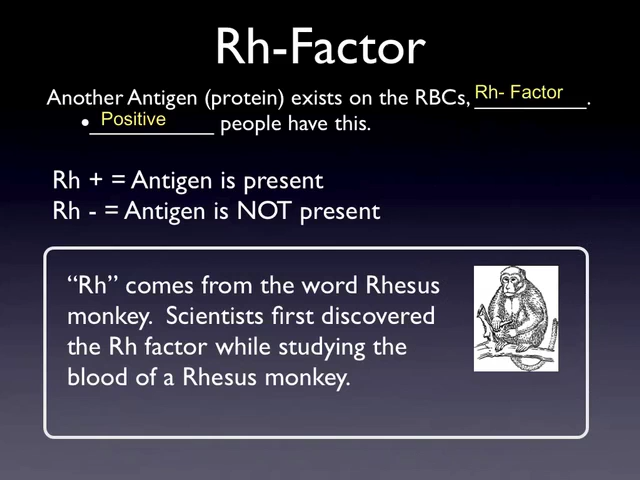 Rh-Factor
Another Antigen (protein) exists on the RBCs, Rh- Factor.
• Positive people have this.
Rh + = Antigen is present
Rh - = Antigen is NOT present
“Rh” comes from the word Rhesus
monkey. Scientists first discovered
the Rh factor while studying the
blood of a Rhesus monkey.